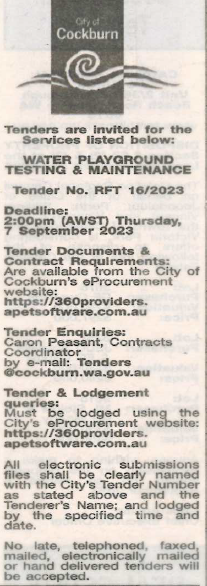 City of
Cockburn
Tenders are invited for the
Services listed below:
WATER PLAYGROUND
TESTING & MAINTENANCE
Tender No. RFT 16/2023
Deadline:
2:00pm (AWST) Thursday,
7 September 2023
Tender Documents &
Contract Requirements:
Are available from the City of
Cockburn's eProcurement
website:
https://360providers.
apetsoftware.com.au
Tender Enquiries:
Caron Peasant, Contracts
Coordinator
by e-mail: Tenders
@cockburn.wa.gov.au
Tender & Lodgement
queries:
Must be lodged using the
City's eProcurement website:
https://360providers.
apetsoftware.com.au
All electronic submissions
files shall be clearly named
with the City's Tender Number
as stated above and the
Tenderer's Name; and lodged
by the specified time and
date.
No late, telephoned, faxed,
mailed, electronically mailed
or hand delivered tenders will
be accepted.